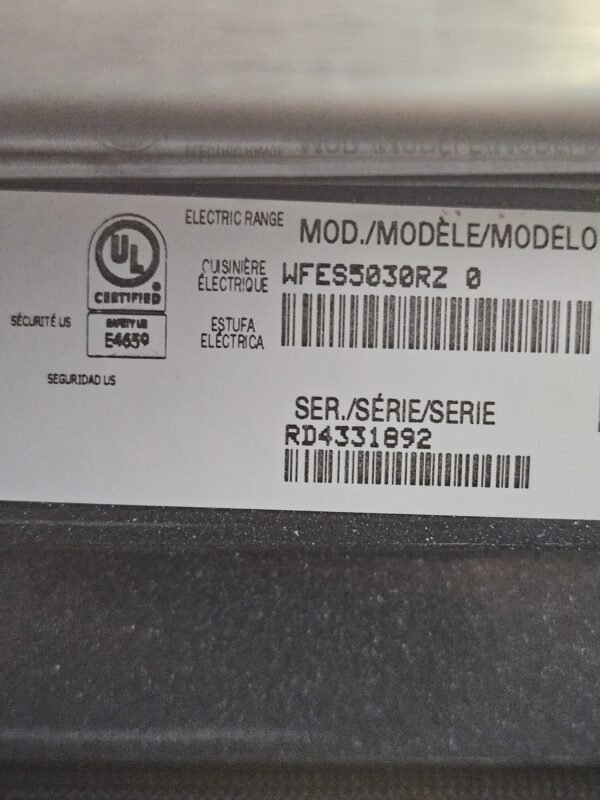 ELECTRIC RANGE
MOD./MODÈLE/MODELO
UL
CERTIFIED
CUISINIÈRE
ÉLECTRIQUE
WFES5030RZ 0
SÉCURITÉ US
SAFETY US
E4659
ESTUFA
ELÉCTRICA
SEGURIDAD US
SER./SÉRIE/SERIE
RD4331892